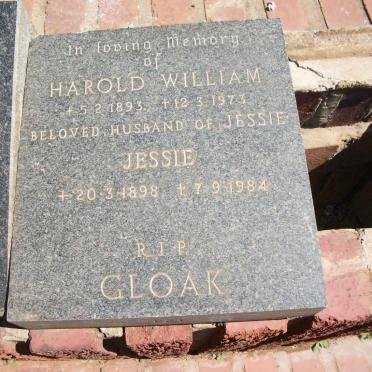 In loving Memory
of
HAROLD WILLIAM
+5·2·1893 †12·3·1973
BELOVED HUSBAND OF JESSIE
JESSIE
+20·3·1898 †7·9·1984
R.I.P.
GLOAK